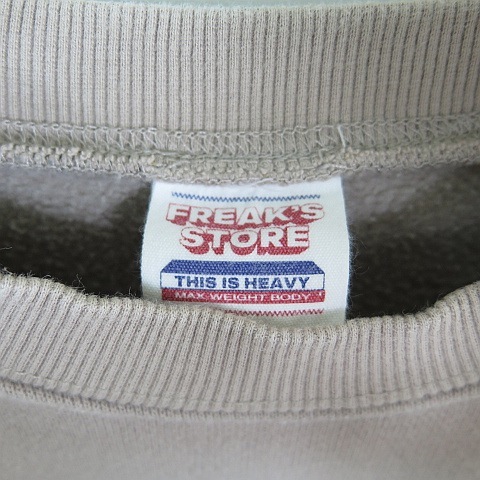 FREAK'S
STORE
THIS IS HEAVY
MAX WEIGHT BODY